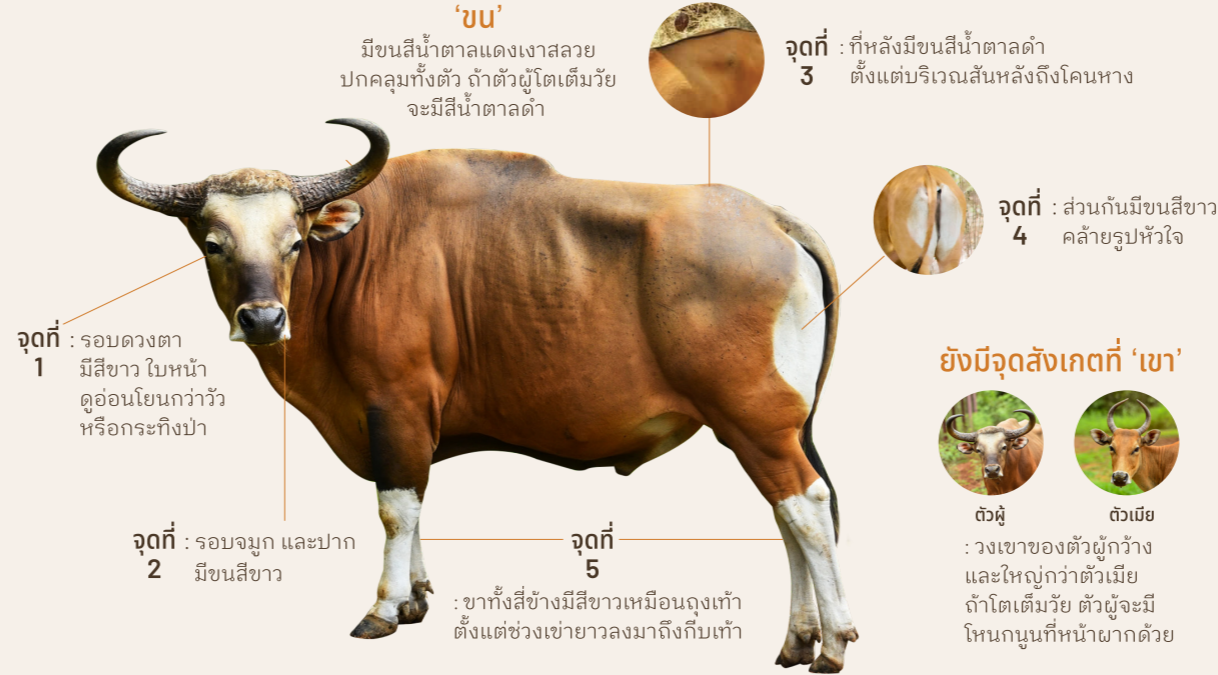 ‘ขน’
มีขนสีน้ำตาลแดงเงาสลวย
ปกคลุมทั้งตัว ถ้าตัวผู้โตเต็มวัย
จะมีสีน้ำตาลดำ
จุดที่ 3 : ที่หลังมีขนสีน้ำตาลดำ
ตั้งแต่บริเวณสันหลังถึงโคนหาง
จุดที่ 4 : ส่วนก้นมีขนสีขาว
คล้ายรูปหัวใจ
จุดที่ 1 : รอบดวงตา
มีสีขาว ใบหน้า
ดูอ่อนโยนกว่าวัว
หรือกระทิงป่า
จุดที่ 2 : รอบจมูก และปาก
มีขนสีขาว
จุดที่
5
: ขาทั้งสี่ข้างมีสีขาวเหมือนถุงเท้า
ตั้งแต่ช่วงเข่ายาวลงมาถึงกีบเท้า
ยังมีจุดสังเกตที่ ‘เขา’
ตัวผู้ ตัวเมีย
: วงเขาของตัวผู้กว้าง
และใหญ่กว่าตัวเมีย
ถ้าโตเต็มวัย ตัวผู้จะมี
โหนกนูนที่หน้าผากด้วย